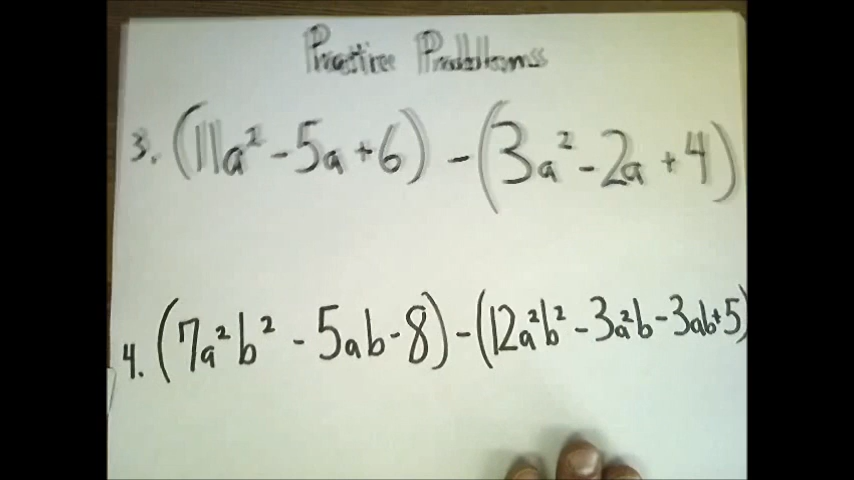 Practice Problems
3. (11a² - 5a + 6) - (3a² - 2a + 4)
4. (7a²b² - 5ab - 8) - (12a²b² - 3a²b - 3ab + 5)